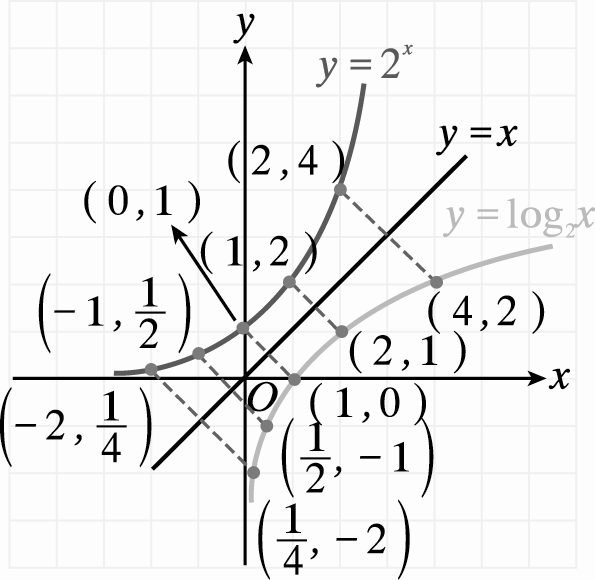 y
y = 2^x
y = x
(2, 4)
(0, 1)
y = log₂x
(1, 2)
(-1, 1/2)
(4, 2)
(2, 1)
x
O
(1, 0)
(-2, 1/4)
(1/2, -1)
(1/4, -2)